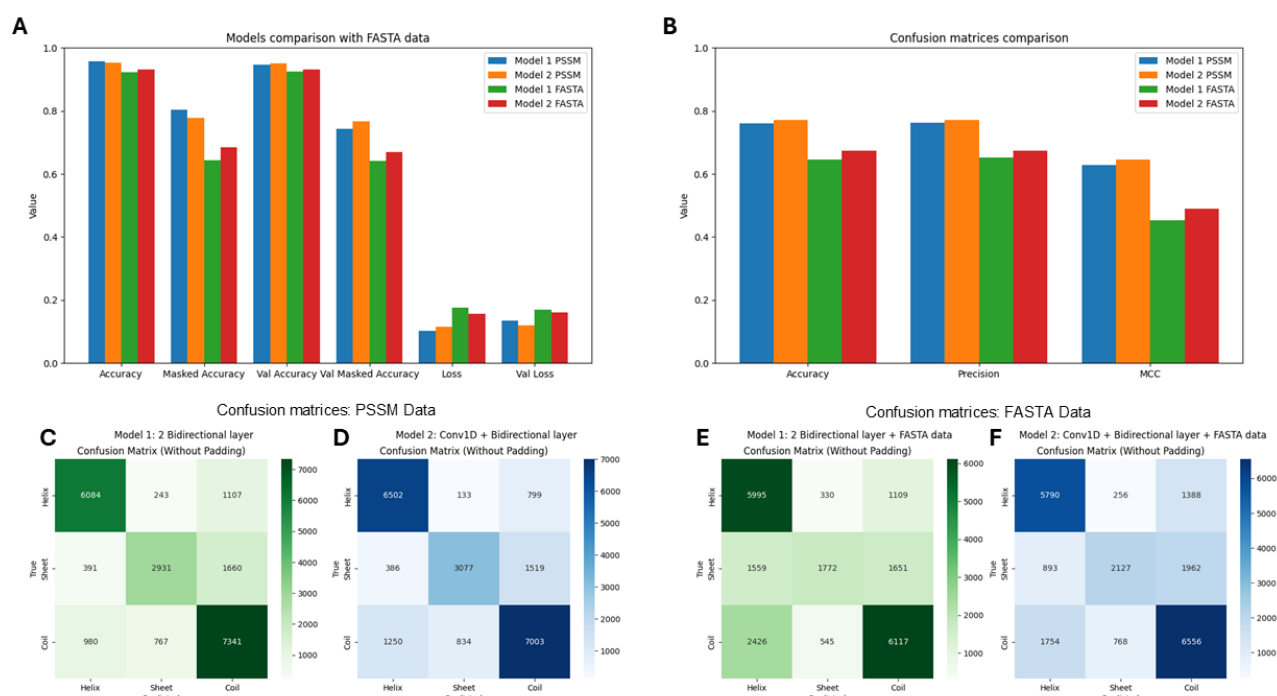 A
Models comparison with FASTA data
1.0
0.8
0.6
0.4
0.2
0.0
Value
Model 1 PSSM
Model 2 PSSM
Model 1 FASTA
Model 2 FASTA
Accuracy
Masked Accuracy
Val Accuracy
Val Masked Accuracy
Loss
Val Loss
B
Confusion matrices comparison
1.0
0.8
0.6
0.4
0.2
0.0
Value
Model 1 PSSM
Model 2 PSSM
Model 1 FASTA
Model 2 FASTA
Accuracy
Precision
MCC
Confusion matrices: PSSM Data
C
Model 1: 2 Bidirectional layer
Confusion Matrix (Without Padding)
Helix
6084 243 1107
True
Sheet
391 2931 1660
Coil
980 767 7341
Helix Sheet Coil
7000
6000
5000
4000
3000
2000
1000
D
Model 2: Conv1D + Bidirectional layer
Confusion Matrix (Without Padding)
6502 133 799
386 3077 1519
1250 834 7003
Helix Sheet Coil
7000
6000
5000
4000
3000
2000
1000
Confusion matrices: FASTA Data
E
Model 1: 2 Bidirectional layer + FASTA data
Confusion Matrix (Without Padding)
Helix
5995 330 1109
True
Sheet
1559 1772 1651
Coil
2426 545 6117
Helix Sheet Coil
6000
5000
4000
3000
2000
1000
F
Model 2: Conv1D + Bidirectional layer + FASTA data
Confusion Matrix (Without Padding)
Helix
5790 256 1388
True
Sheet
893 2127 1962
Coil
1754 768 6556
Helix Sheet Coil
6000
5000
4000
3000
2000
1000